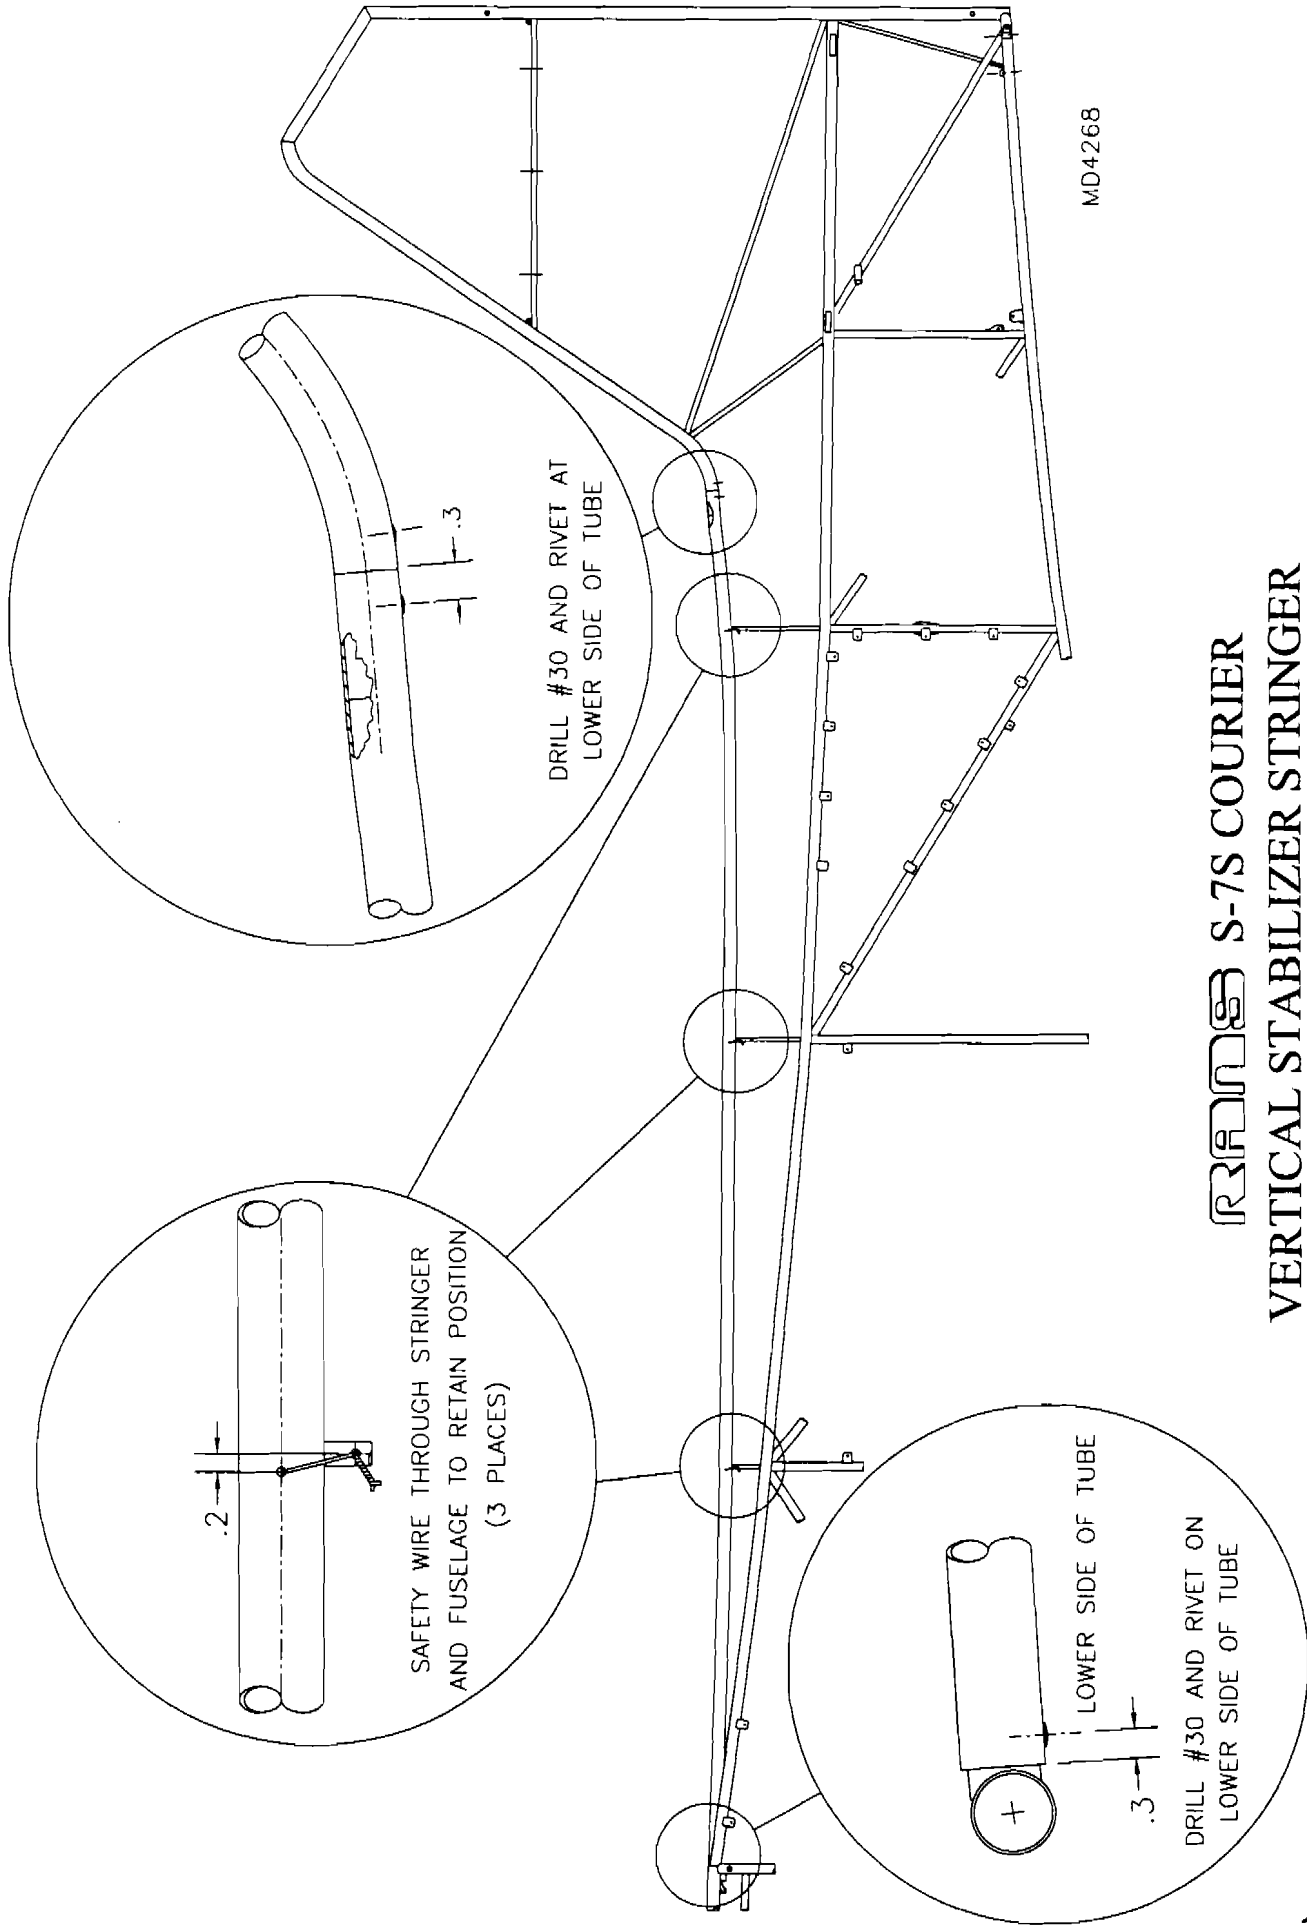 DRILL #30 AND RIVET AT
LOWER SIDE OF TUBE
.3
.2
SAFETY WIRE THROUGH STRINGER
AND FUSELAGE TO RETAIN POSITION
(3 PLACES)
LOWER SIDE OF TUBE
.3
DRILL #30 AND RIVET ON
LOWER SIDE OF TUBE
MD4268
RANS S-7S COURIER
VERTICAL STABILIZER STRINGER